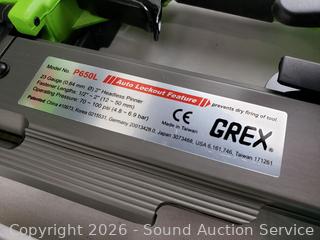 Model No. P650L
Auto Lockout Feature prevents dry firing of tool.
23 Gauge (0.64 mm Ø) 2" Headless Pinner
Fastener Lengths: 1/2" ~ 2" (12 ~ 50 mm)
Operating Pressure: 70 ~ 100 psi (4.8 ~ 6.9 bar)
Patented: China 415873, Korea 0218531, Germany 20013428.0, Japan 3073468, USA 6,161,746, Taiwan 171261
CE
Made in Taiwan
GREX
Copyright 2026 - Sound Auction Service